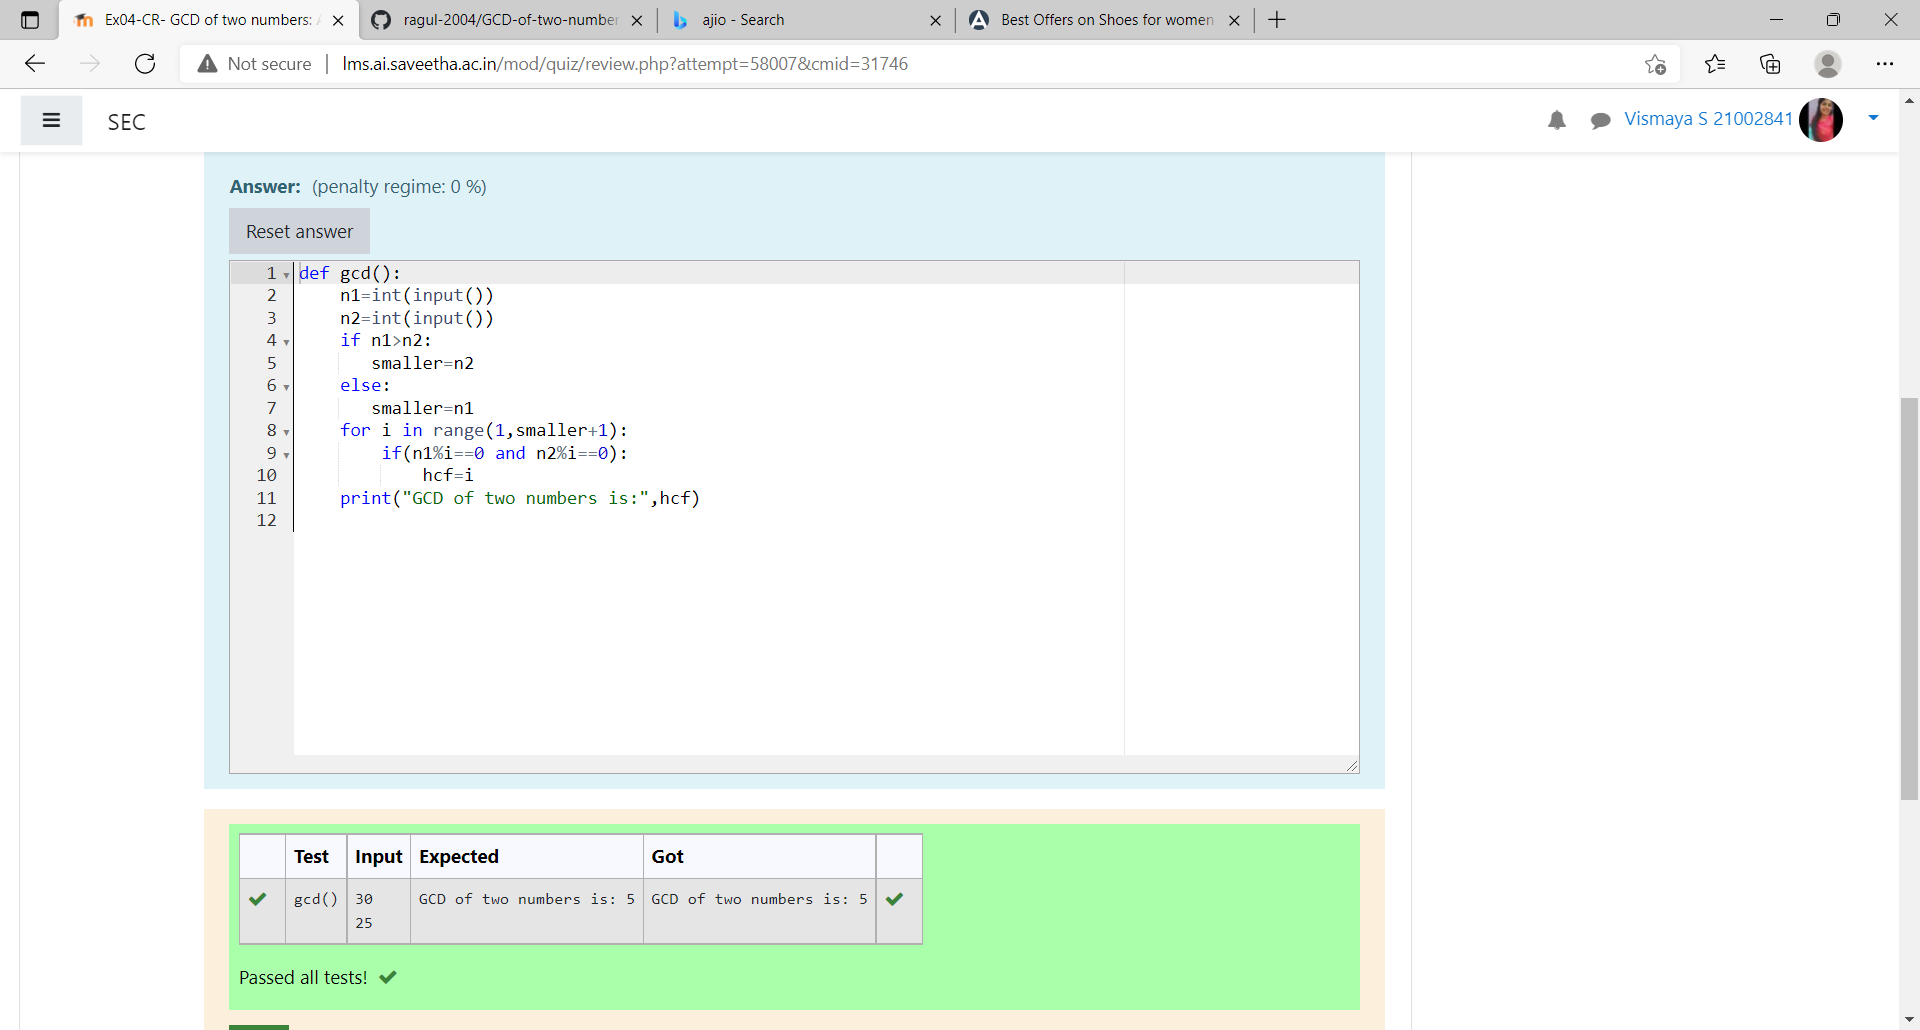 Ex04-CR- GCD of two numbers:
ragul-2004/GCD-of-two-number
ajio - Search
Best Offers on Shoes for women
Not secure
lms.ai.saveetha.ac.in/mod/quiz/review.php?attempt=58007&cmid=31746
SEC
Vismaya S 21002841
Answer: (penalty regime: 0 %)
Reset answer
1 def gcd():
2     n1=int(input())
3     n2=int(input())
4     if n1>n2:
5        smaller=n2
6     else:
7        smaller=n1
8     for i in range(1,smaller+1):
9         if(n1%i==0 and n2%i==0):
10             hcf=i
11     print("GCD of two numbers is:",hcf)
12
Test Input Expected Got
gcd() 30 GCD of two numbers is: 5 GCD of two numbers is: 5
25
Passed all tests!